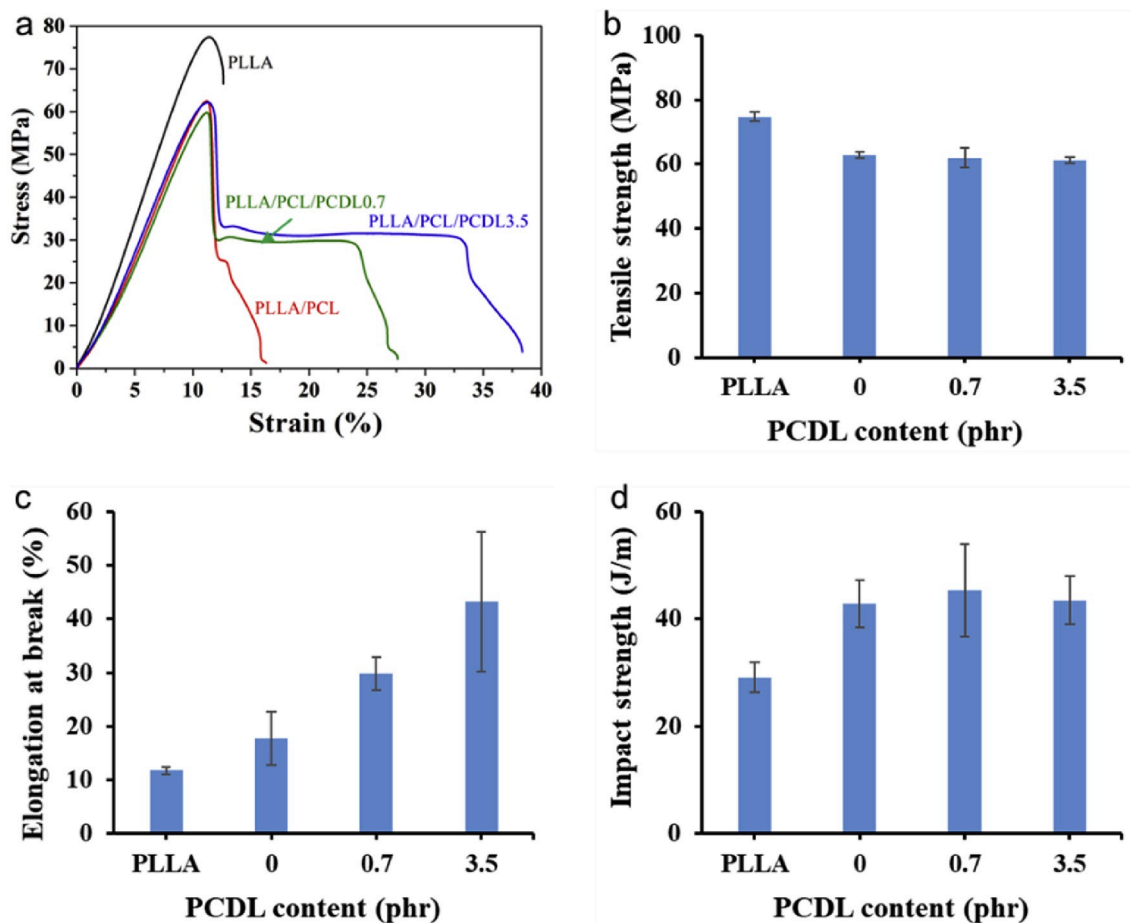 a
80
70
60
50
40
30
20
10
0
Stress (MPa)
PLLA
PLLA/PCL/PCDL0.7
PLLA/PCL/PCDL3.5
PLLA/PCL
0 5 10 15 20 25 30 35 40
Strain (%)
b
100
80
60
40
20
0
Tensile strength (MPa)
PLLA 0 0.7 3.5
PCDL content (phr)
c
60
50
40
30
20
10
0
Elongation at break (%)
PLLA 0 0.7 3.5
PCDL content (phr)
d
60
40
20
0
Impact strength (J/m)
PLLA 0 0.7 3.5
PCDL content (phr)